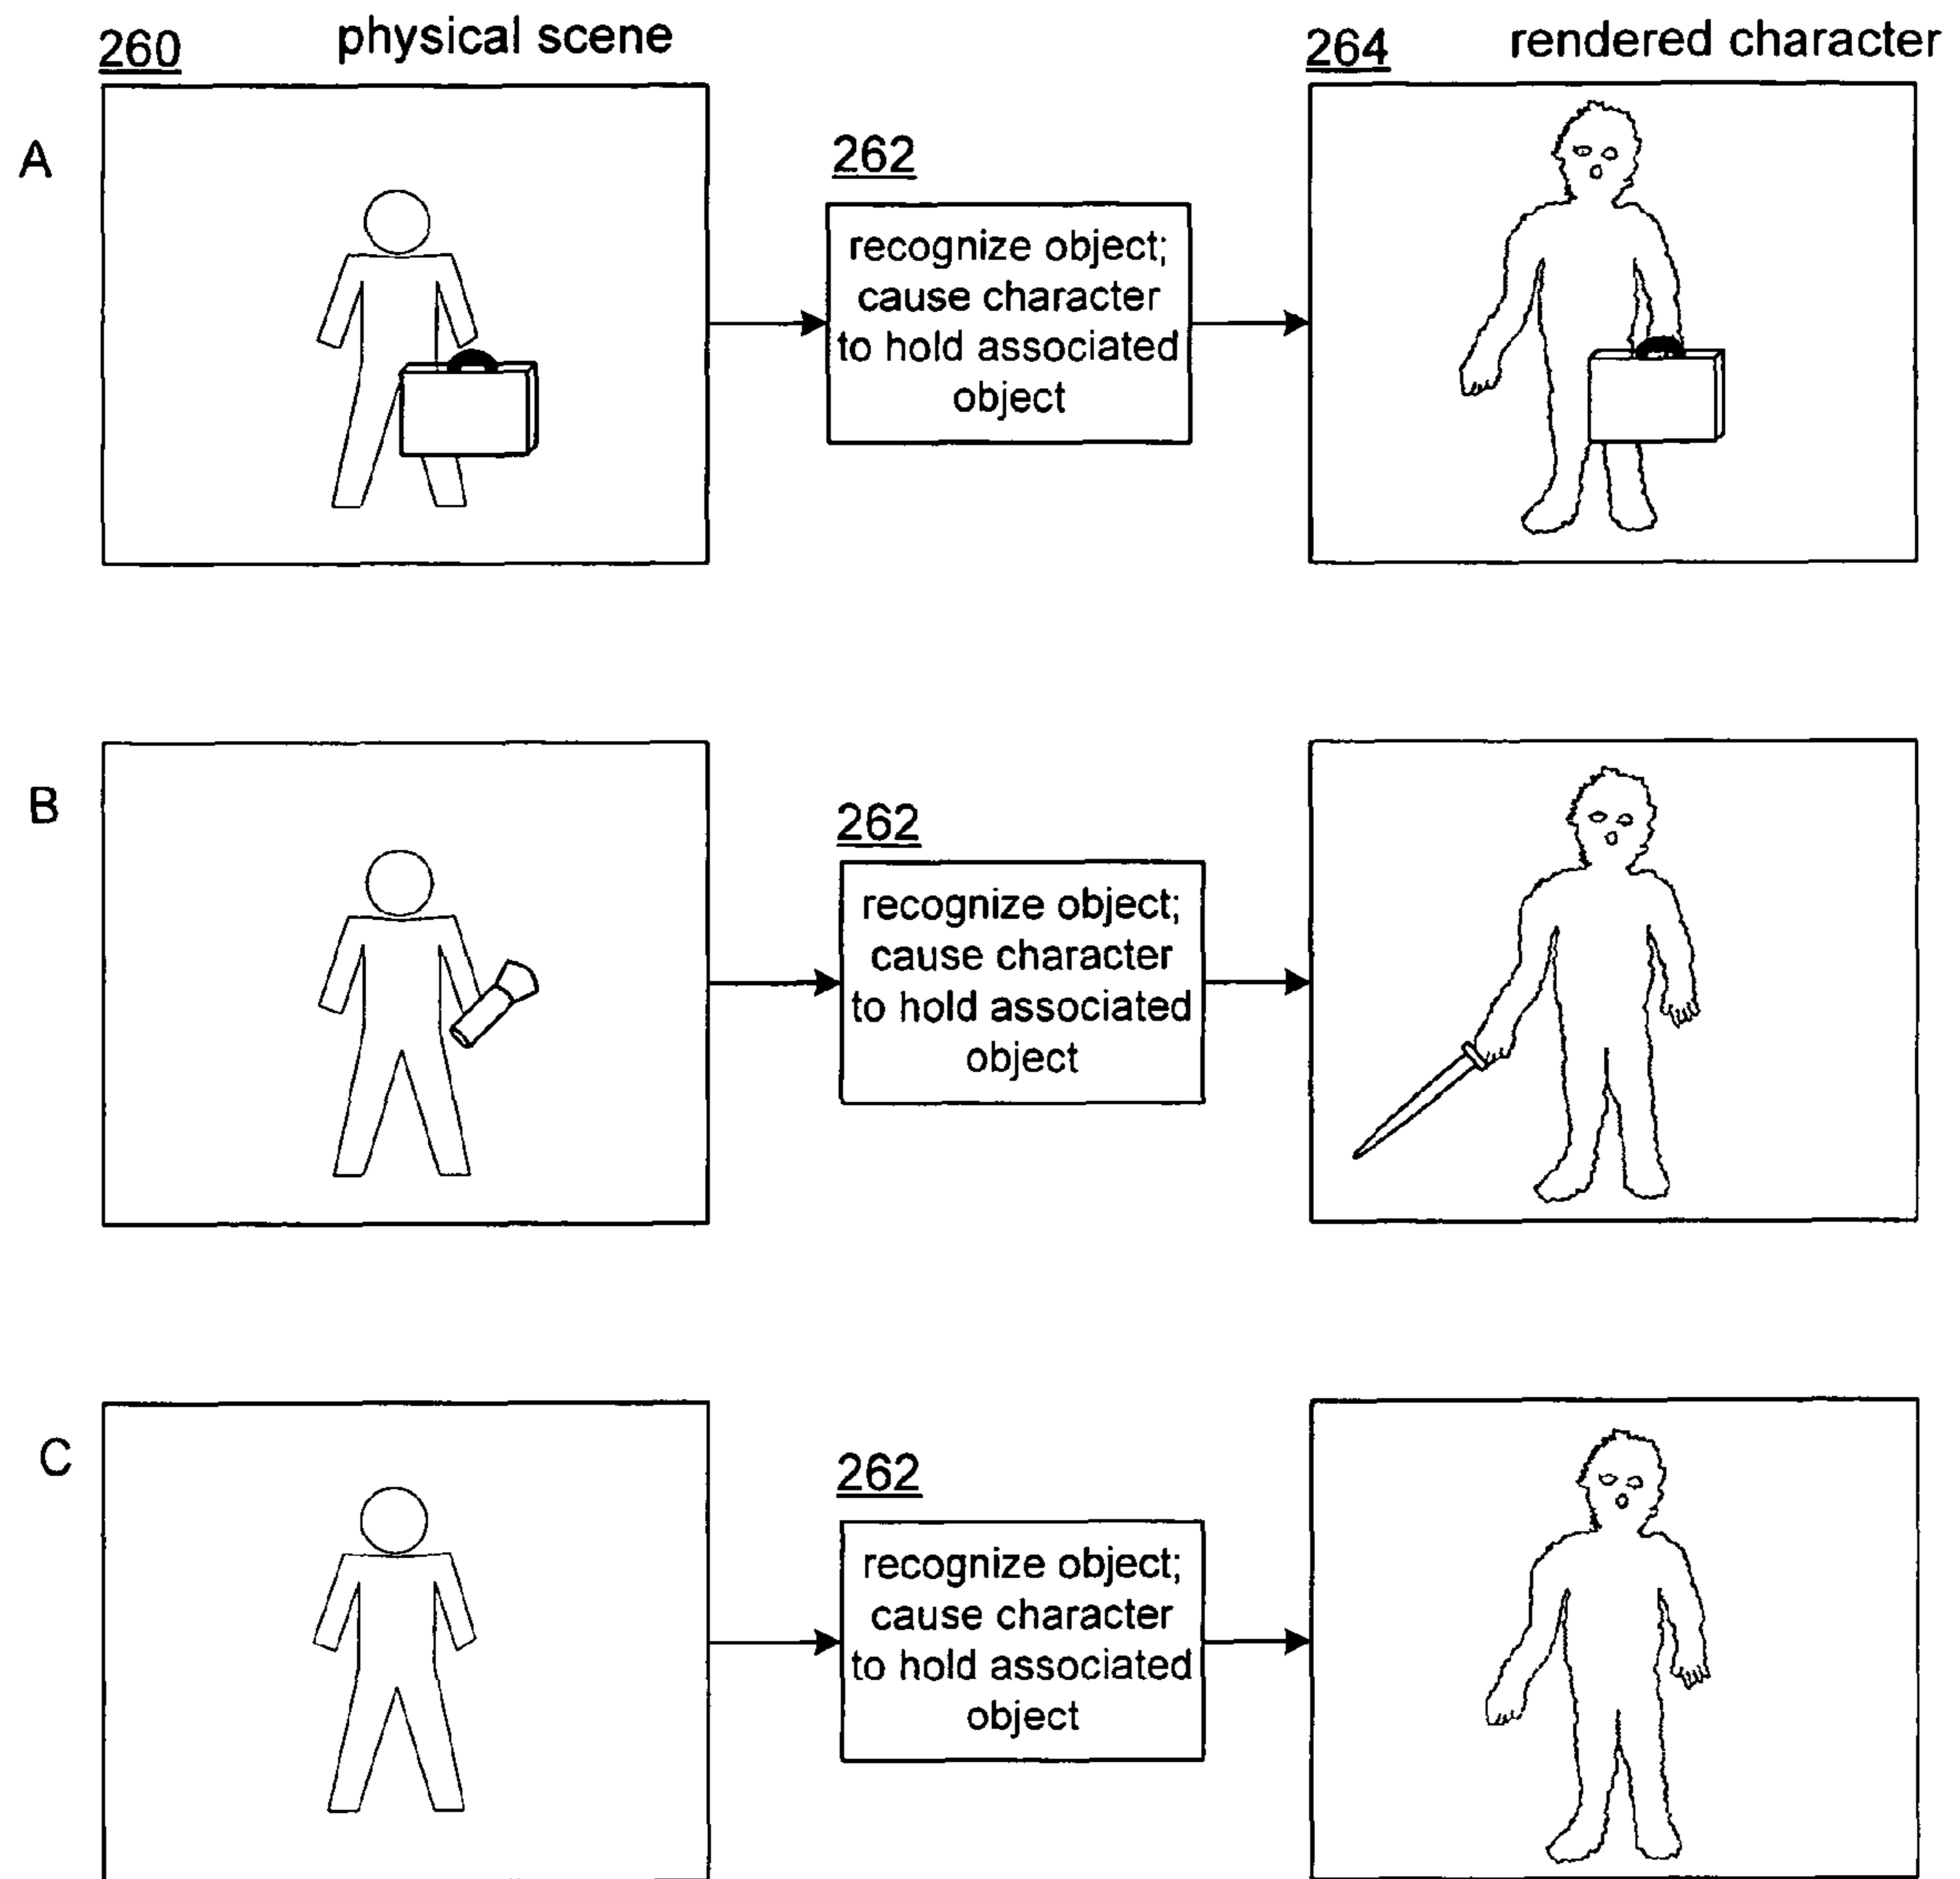 260 physical scene 264 rendered character
A
262
recognize object;
cause character
to hold associated
object
B
262
recognize object;
cause character
to hold associated
object
C
262
recognize object;
cause character
to hold associated
object